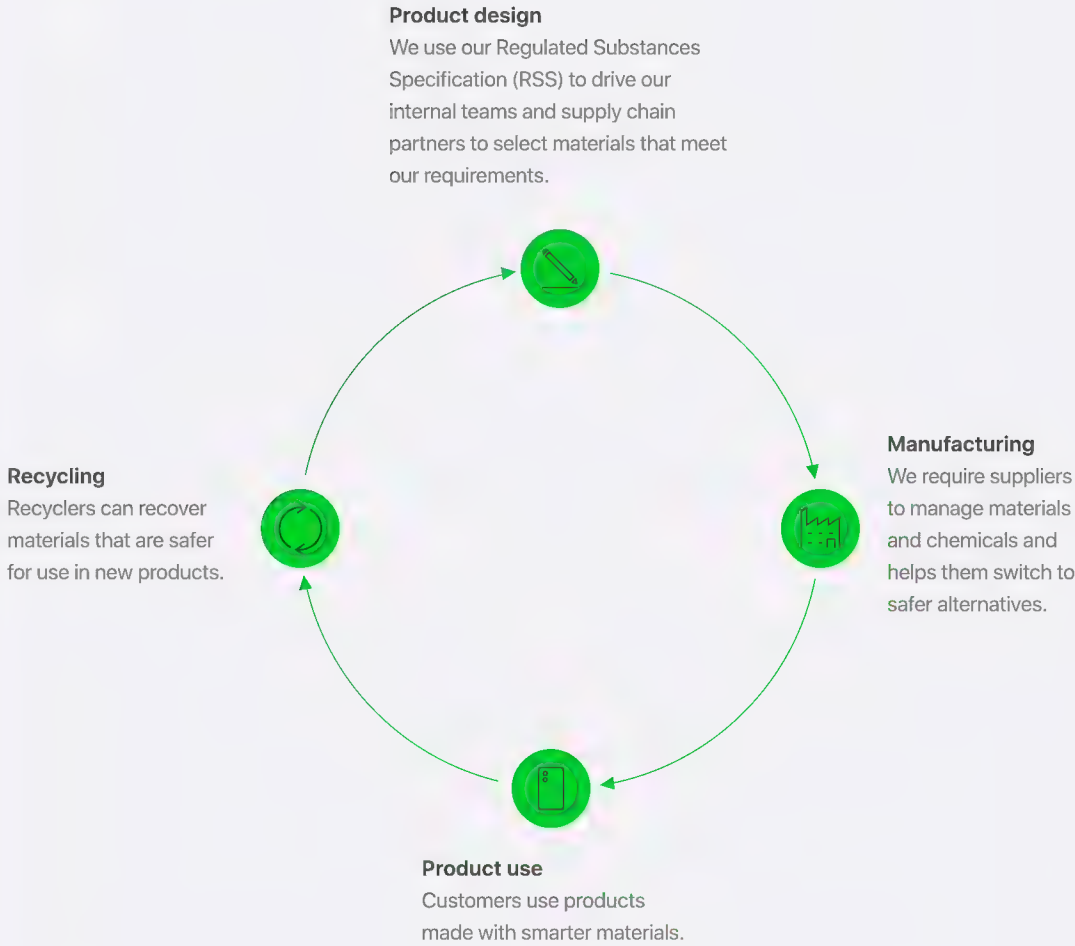 Product design
We use our Regulated Substances
Specification (RSS) to drive our
internal teams and supply chain
partners to select materials that meet
our requirements.
Manufacturing
We require suppliers
to manage materials
and chemicals and
helps them switch to
safer alternatives.
Product use
Customers use products
made with smarter materials.
Recycling
Recyclers can recover
materials that are safer
for use in new products.